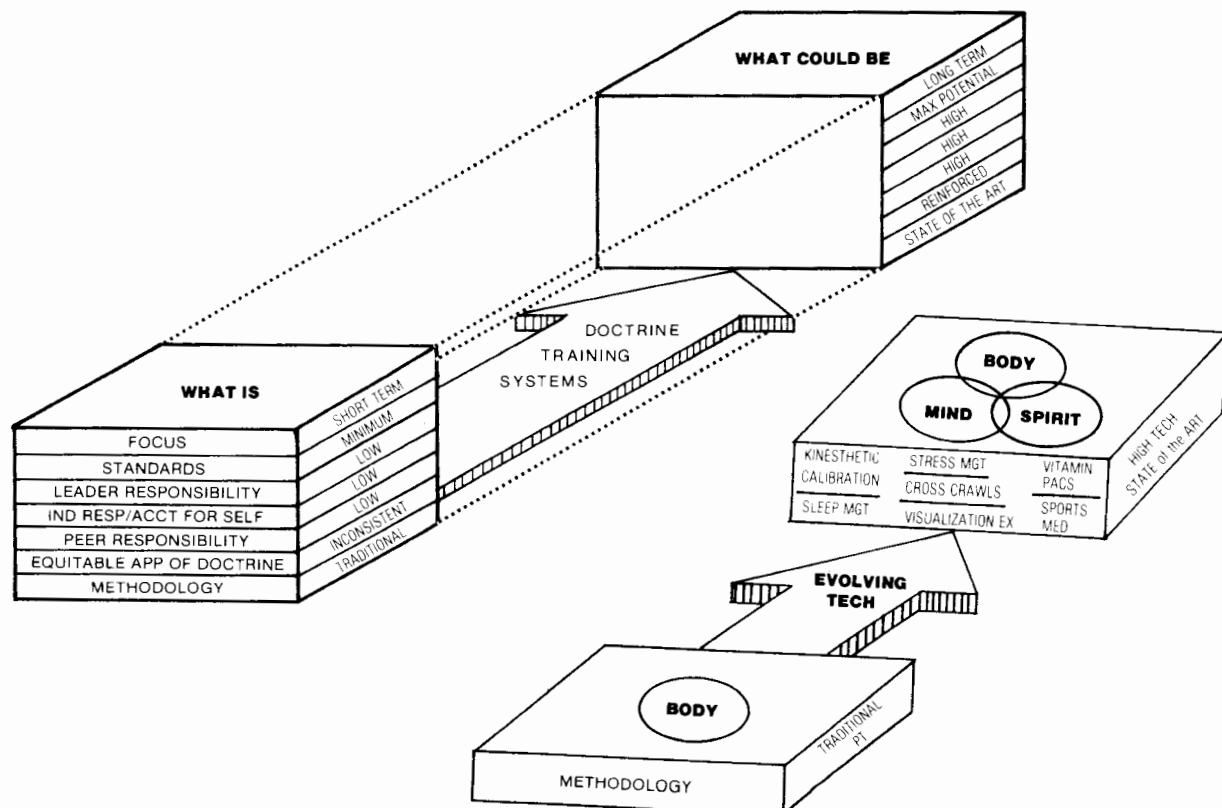 WHAT COULD BE
LONG TERM
MAX POTENTIAL
HIGH
HIGH
HIGH
REINFORCED
STATE OF THE ART
DOCTRINE
TRAINING
SYSTEMS
WHAT IS
FOCUS
STANDARDS
LEADER RESPONSIBILITY
IND RESP/ACCT FOR SELF
PEER RESPONSIBILITY
EQUITABLE APP OF DOCTRINE
METHODOLOGY
SHORT TERM
MINIMUM
LOW
LOW
LOW
INCONSISTENT
TRADITIONAL
BODY
MIND
SPIRIT
KINESTHETIC
CALIBRATION
SLEEP MGT
STRESS MGT
CROSS CRAWLS
VISUALIZATION EX
VITAMIN
PACS
SPORTS
MED
HIGH TECH
STATE of the ART
EVOLVING
TECH
BODY
METHODOLOGY
TRADITIONAL
PT